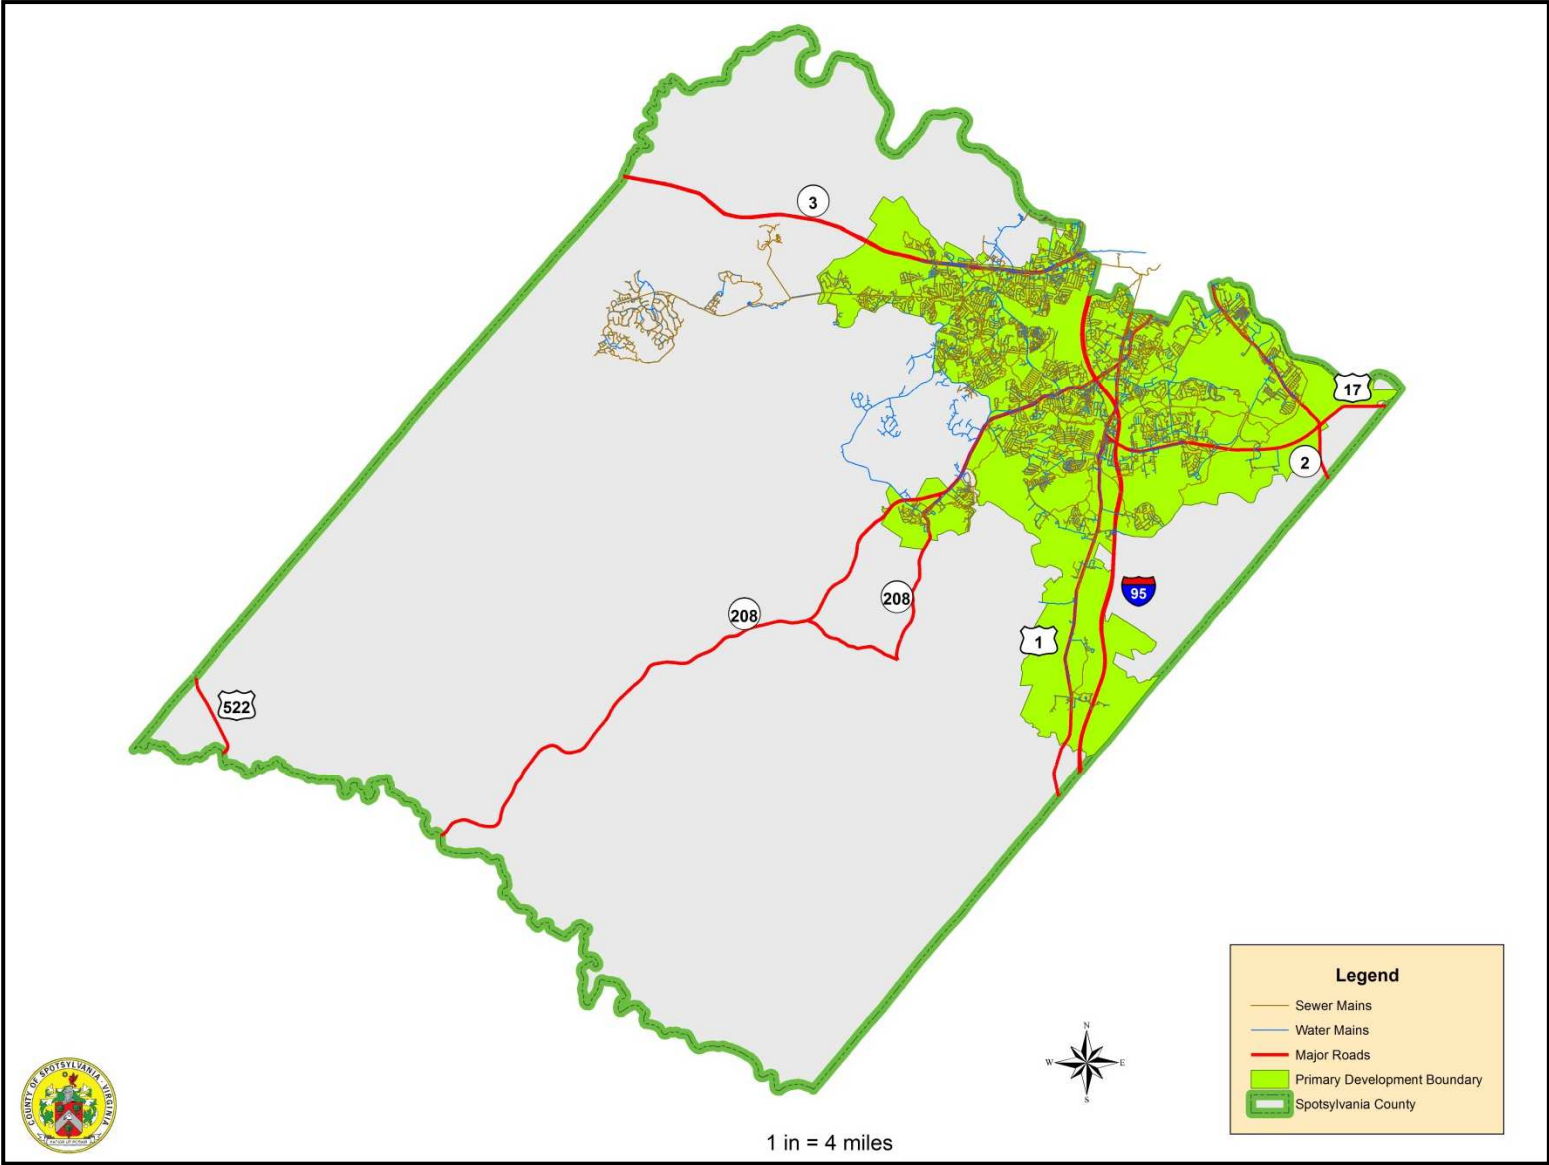 3
17
2
95
208
208
1
522
Legend
Sewer Mains
Water Mains
Major Roads
Primary Development Boundary
Spotsylvania County
N
W
E
S
COUNTY OF SPOTSYLVANIA · VIRGINIA
1 in = 4 miles